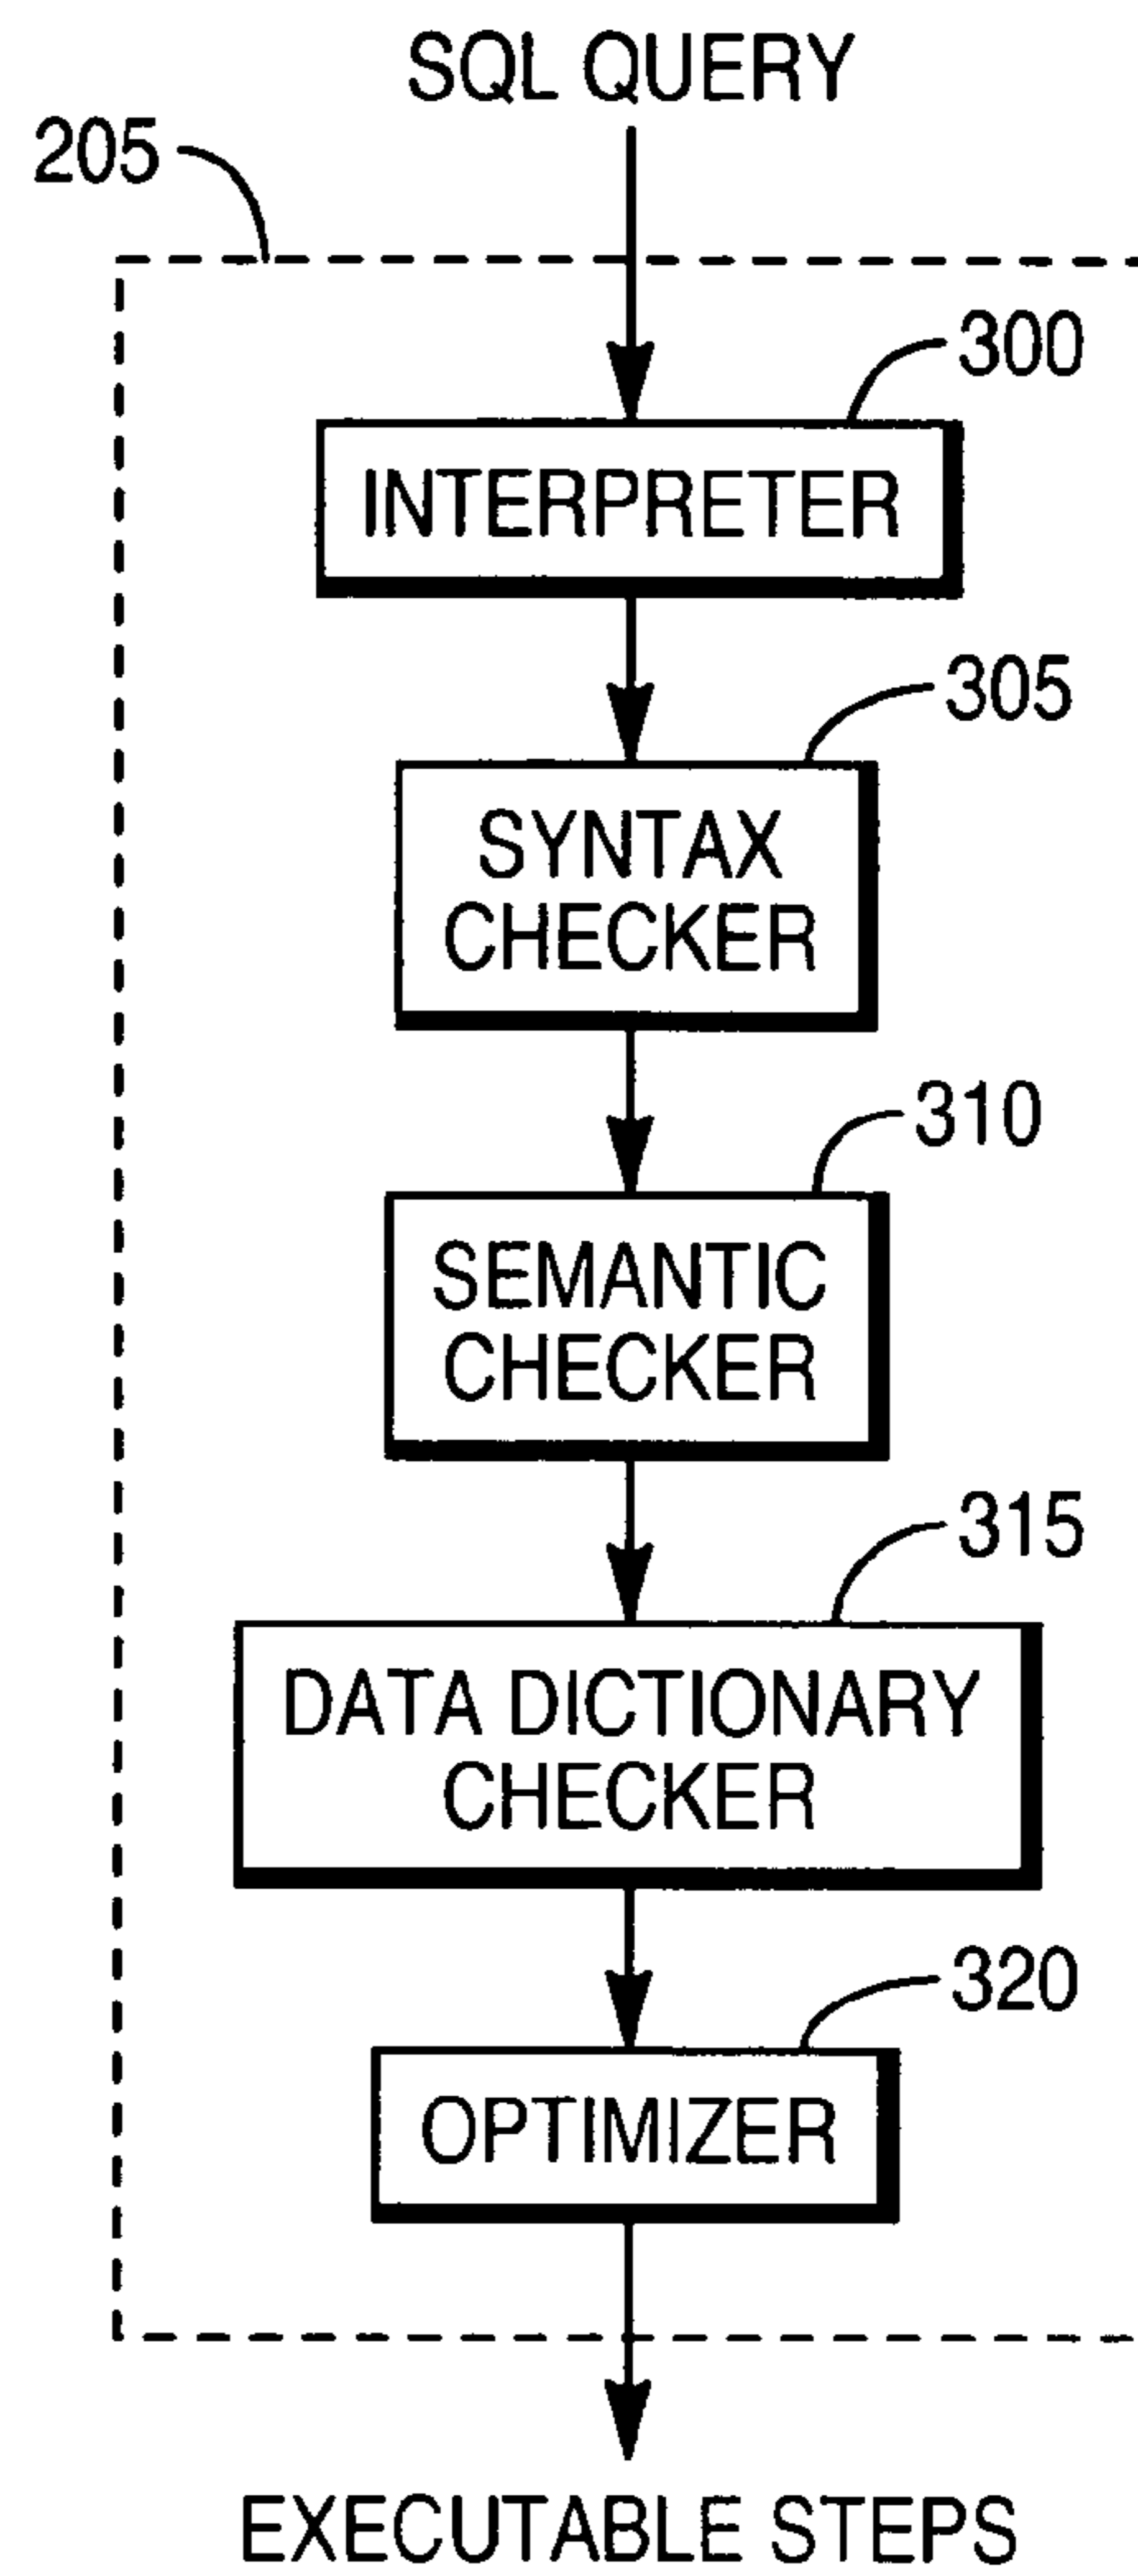 SQL QUERY
205
300
INTERPRETER
305
SYNTAX
CHECKER
310
SEMANTIC
CHECKER
315
DATA DICTIONARY
CHECKER
320
OPTIMIZER
EXECUTABLE STEPS